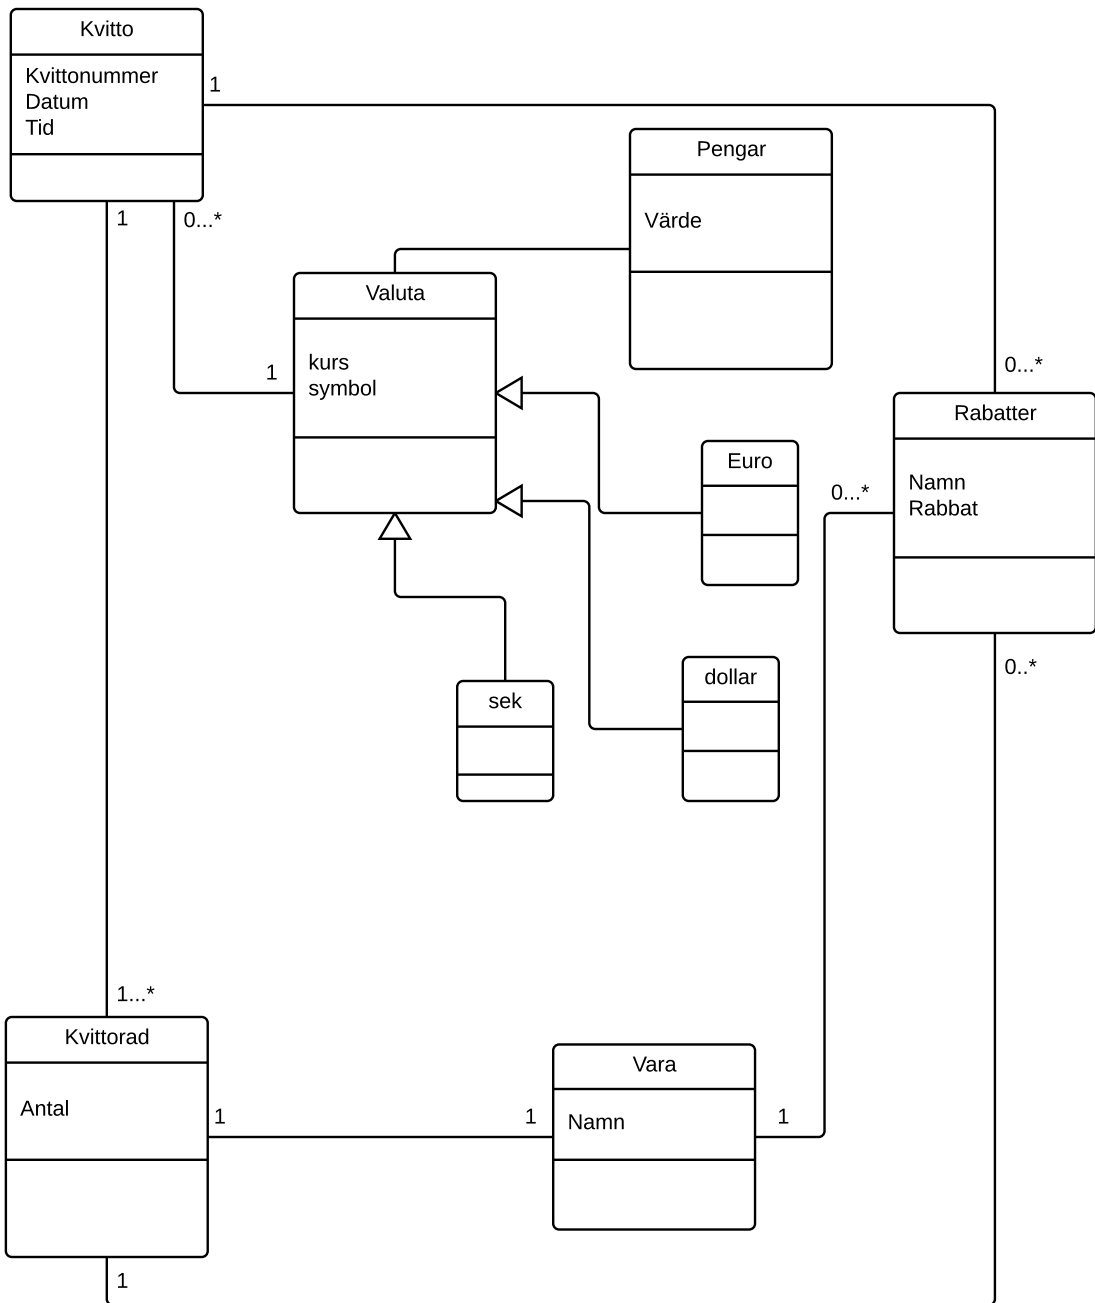 Kvitto
Kvittonummer
Datum
Tid
1
1
0...*
Pengar
Värde
Valuta
kurs
symbol
1
0...*
Rabatter
Namn
Rabbat
0...*
Euro
0..*
dollar
sek
1...*
Kvittorad
Antal
1
1
Vara
Namn
1
1